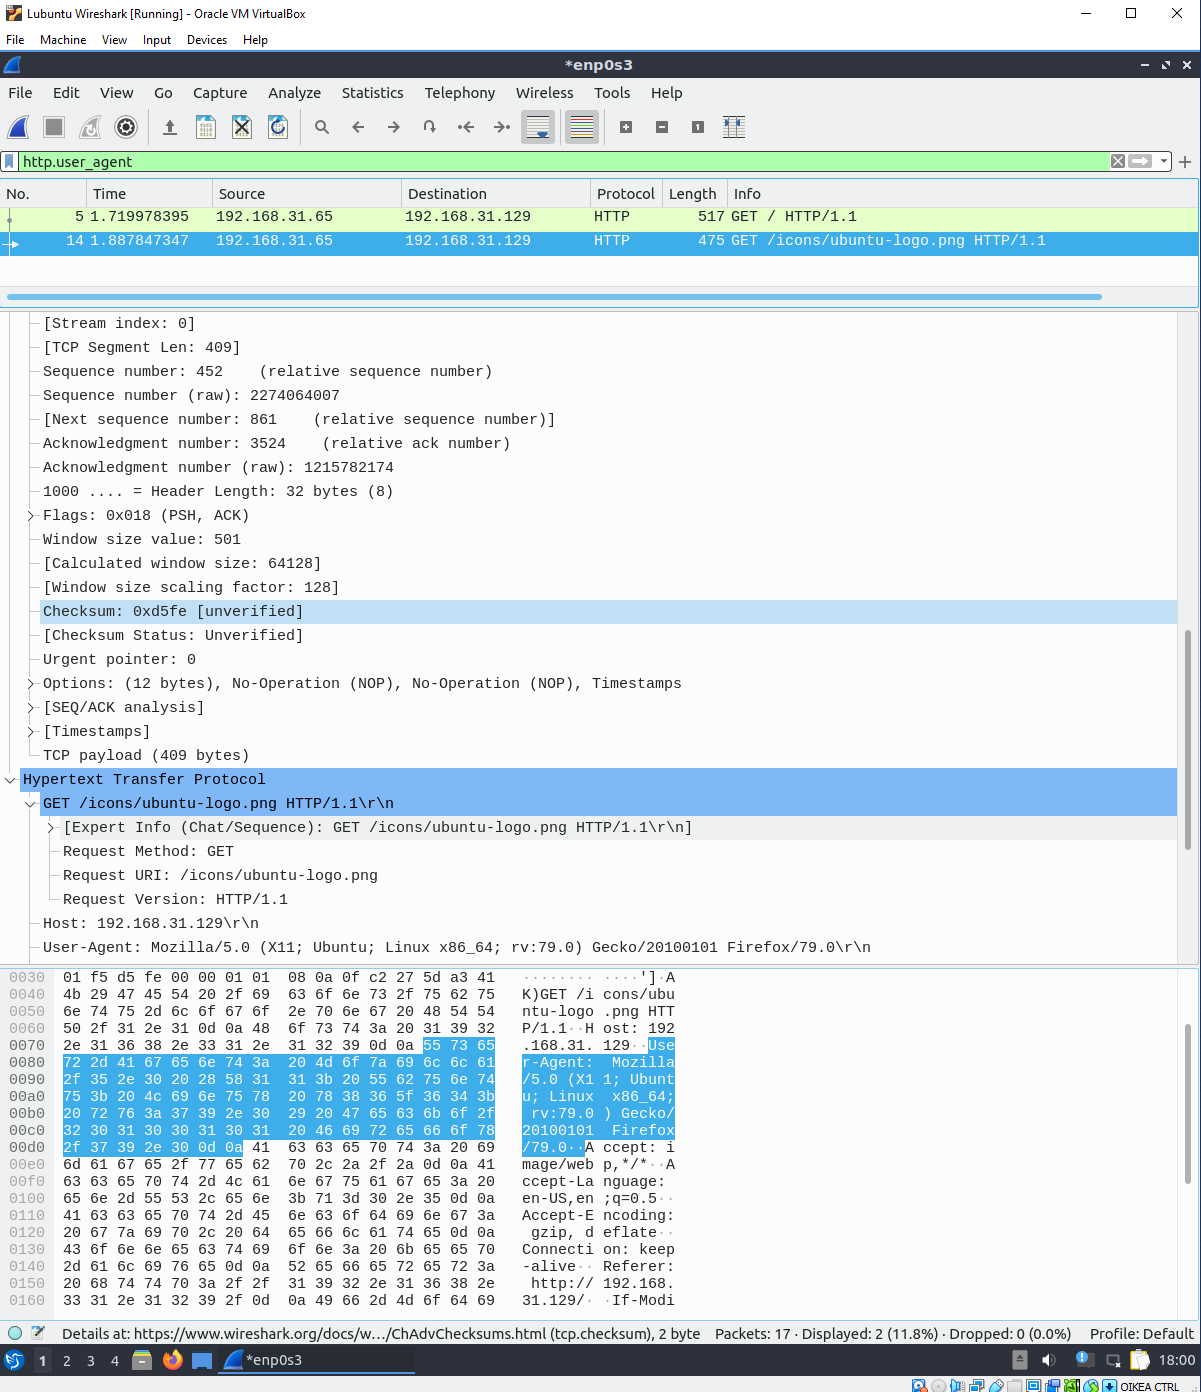 Lubuntu Wireshark [Running] - Oracle VM VirtualBox
File Machine View Input Devices Help
*enp0s3
File Edit View Go Capture Analyze Statistics Telephony Wireless Tools Help
http.user_agent
No. Time Source Destination Protocol Length Info
5 1.719978395 192.168.31.65 192.168.31.129 HTTP 517 GET / HTTP/1.1
14 1.887847347 192.168.31.65 192.168.31.129 HTTP 475 GET /icons/ubuntu-logo.png HTTP/1.1
[Stream index: 0]
[TCP Segment Len: 409]
Sequence number: 452    (relative sequence number)
Sequence number (raw): 2274064007
[Next sequence number: 861    (relative sequence number)]
Acknowledgment number: 3524    (relative ack number)
Acknowledgment number (raw): 1215782174
1000 .... = Header Length: 32 bytes (8)
Flags: 0x018 (PSH, ACK)
Window size value: 501
[Calculated window size: 64128]
[Window size scaling factor: 128]
Checksum: 0xd5fe [unverified]
[Checksum Status: Unverified]
Urgent pointer: 0
Options: (12 bytes), No-Operation (NOP), No-Operation (NOP), Timestamps
[SEQ/ACK analysis]
[Timestamps]
TCP payload (409 bytes)
Hypertext Transfer Protocol
GET /icons/ubuntu-logo.png HTTP/1.1\r\n
[Expert Info (Chat/Sequence): GET /icons/ubuntu-logo.png HTTP/1.1\r\n]
Request Method: GET
Request URI: /icons/ubuntu-logo.png
Request Version: HTTP/1.1
Host: 192.168.31.129\r\n
User-Agent: Mozilla/5.0 (X11; Ubuntu; Linux x86_64; rv:79.0) Gecko/20100101 Firefox/79.0\r\n
0030 01 f5 d5 fe 00 00 01 01 08 0a 0f c2 27 5d a3 41 ········ ····']·A
0040 4b 29 47 45 54 20 2f 69 63 6f 6e 73 2f 75 62 75 K)GET /i cons/ubu
0050 6e 74 75 2d 6c 6f 67 6f 2e 70 6e 67 20 48 54 54 ntu-logo .png HTT
0060 50 2f 31 2e 31 0d 0a 48 6f 73 74 3a 20 31 39 32 P/1.1··H ost: 192
0070 2e 31 36 38 2e 33 31 2e 31 32 39 0d 0a 55 73 65 .168.31. 129··Use
0080 72 2d 41 67 65 6e 74 3a 20 4d 6f 7a 69 6c 6c 61 r-Agent: Mozilla
0090 2f 35 2e 30 20 28 58 31 31 3b 20 55 62 75 6e 74 /5.0 (X1 1; Ubunt
00a0 75 3b 20 4c 69 6e 75 78 20 78 38 36 5f 36 34 3b u; Linux x86_64;
00b0 20 72 76 3a 37 39 2e 30 29 20 47 65 63 6b 6f 2f rv:79.0 ) Gecko/
00c0 32 30 31 30 30 31 30 31 20 46 69 72 65 66 6f 78 20100101 Firefox
00d0 2f 37 39 2e 30 0d 0a 41 63 63 65 70 74 3a 20 69 /79.0··A ccept: i
00e0 6d 61 67 65 2f 77 65 62 70 2c 2a 2f 2a 0d 0a 41 mage/web p,*/*··A
00f0 63 63 65 70 74 2d 4c 61 6e 67 75 61 67 65 3a 20 ccept-La nguage:
0100 65 6e 2d 55 53 2c 65 6e 3b 71 3d 30 2e 35 0d 0a en-US,en ;q=0.5··
0110 41 63 63 65 70 74 2d 45 6e 63 6f 64 69 6e 67 3a Accept-E ncoding:
0120 20 67 7a 69 70 2c 20 64 65 66 6c 61 74 65 0d 0a gzip, d eflate··
0130 43 6f 6e 6e 65 63 74 69 6f 6e 3a 20 6b 65 65 70 Connecti on: keep
0140 2d 61 6c 69 76 65 0d 0a 52 65 66 65 72 65 72 3a -alive·· Referer:
0150 20 68 74 74 70 3a 2f 2f 31 39 32 2e 31 36 38 2e http:// 192.168.
0160 33 31 2e 31 32 39 2f 0d 0a 49 66 2d 4d 6f 64 69 31.129/· ·If-Modi
Details at: https://www.wireshark.org/docs/w…/ChAdvChecksums.html (tcp.checksum), 2 byte Packets: 17 · Displayed: 2 (11.8%) · Dropped: 0 (0.0%) Profile: Default
1 2 3 4 *enp0s3 18:00
OIKEA CTRL